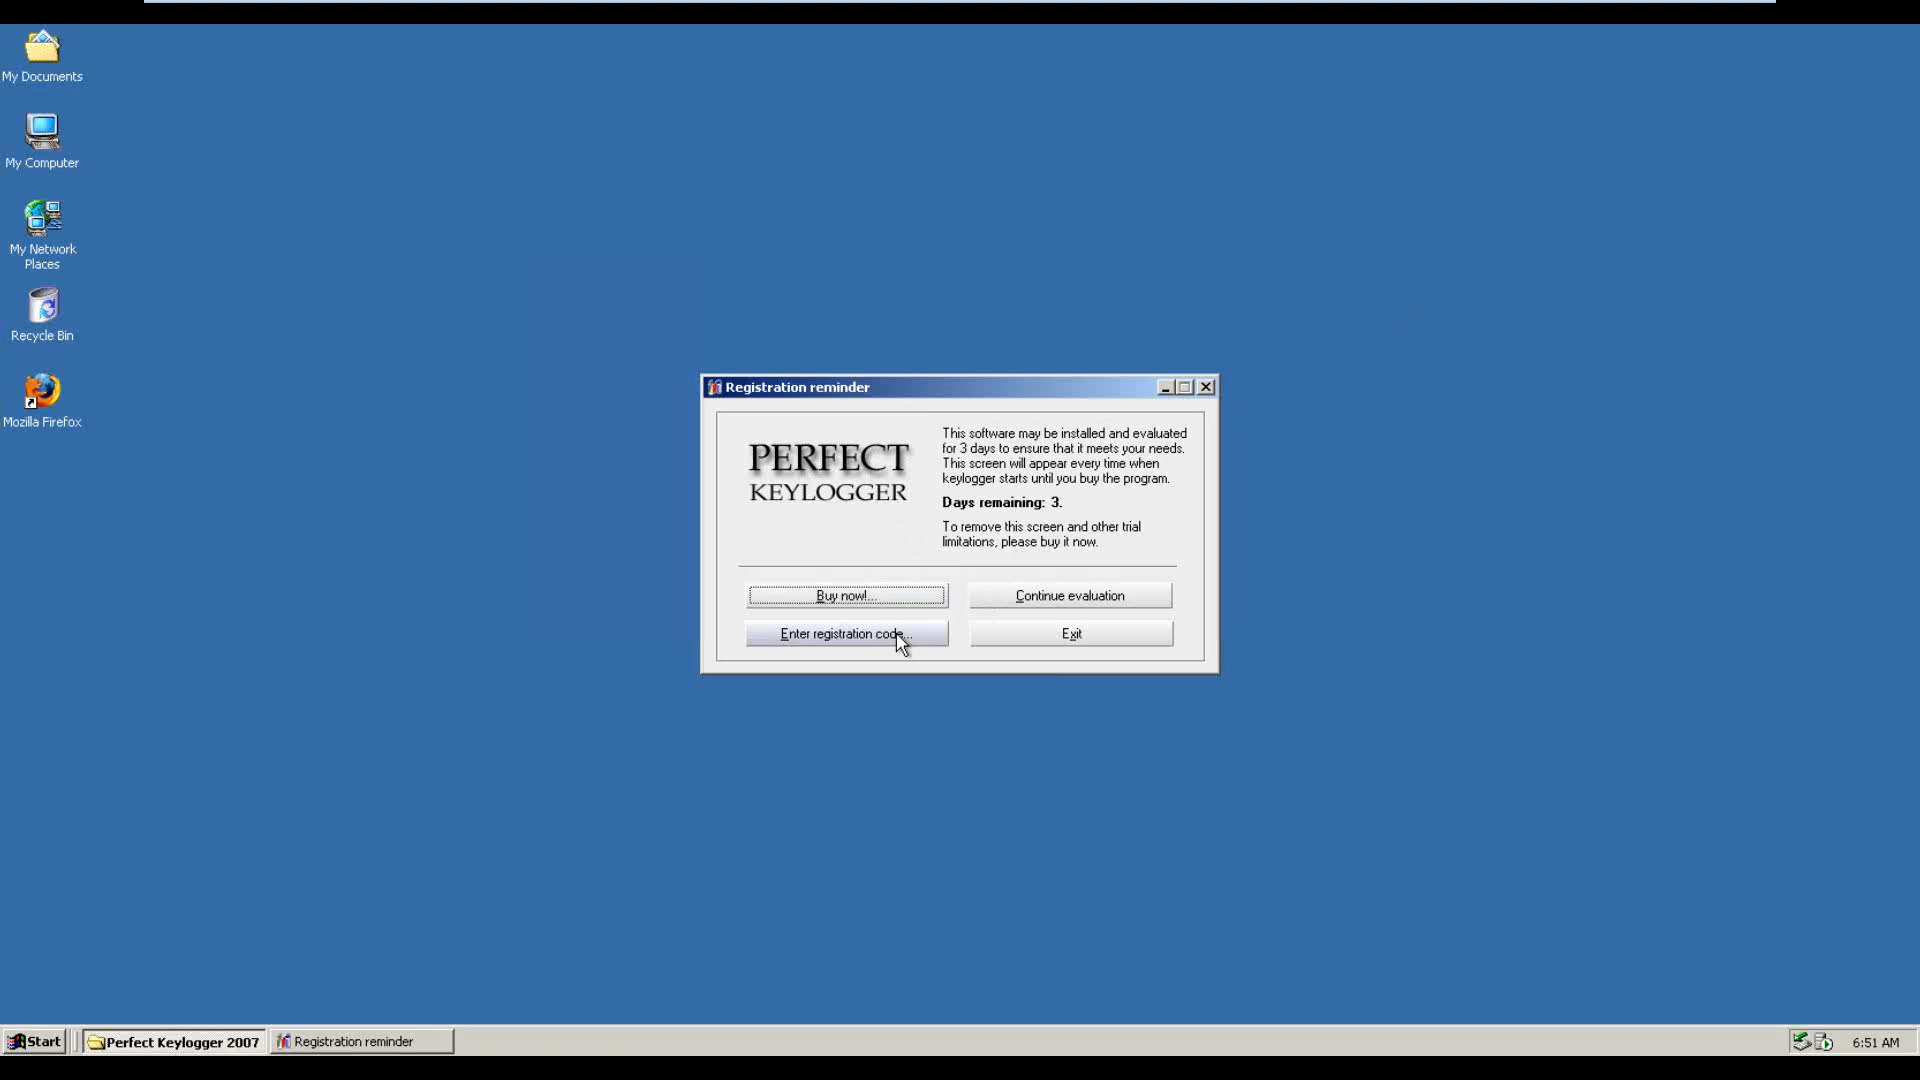 My Documents
My Computer
My Network
Places
Recycle Bin
Mozilla Firefox
Registration reminder
PERFECT
KEYLOGGER
This software may be installed and evaluated
for 3 days to ensure that it meets your needs.
This screen will appear every time when
keylogger starts until you buy the program.
Days remaining: 3.
To remove this screen and other trial
limitations, please buy it now.
Buy now!...
Continue evaluation
Enter registration code...
Exit
Start
Perfect Keylogger 2007
Registration reminder
6:51 AM